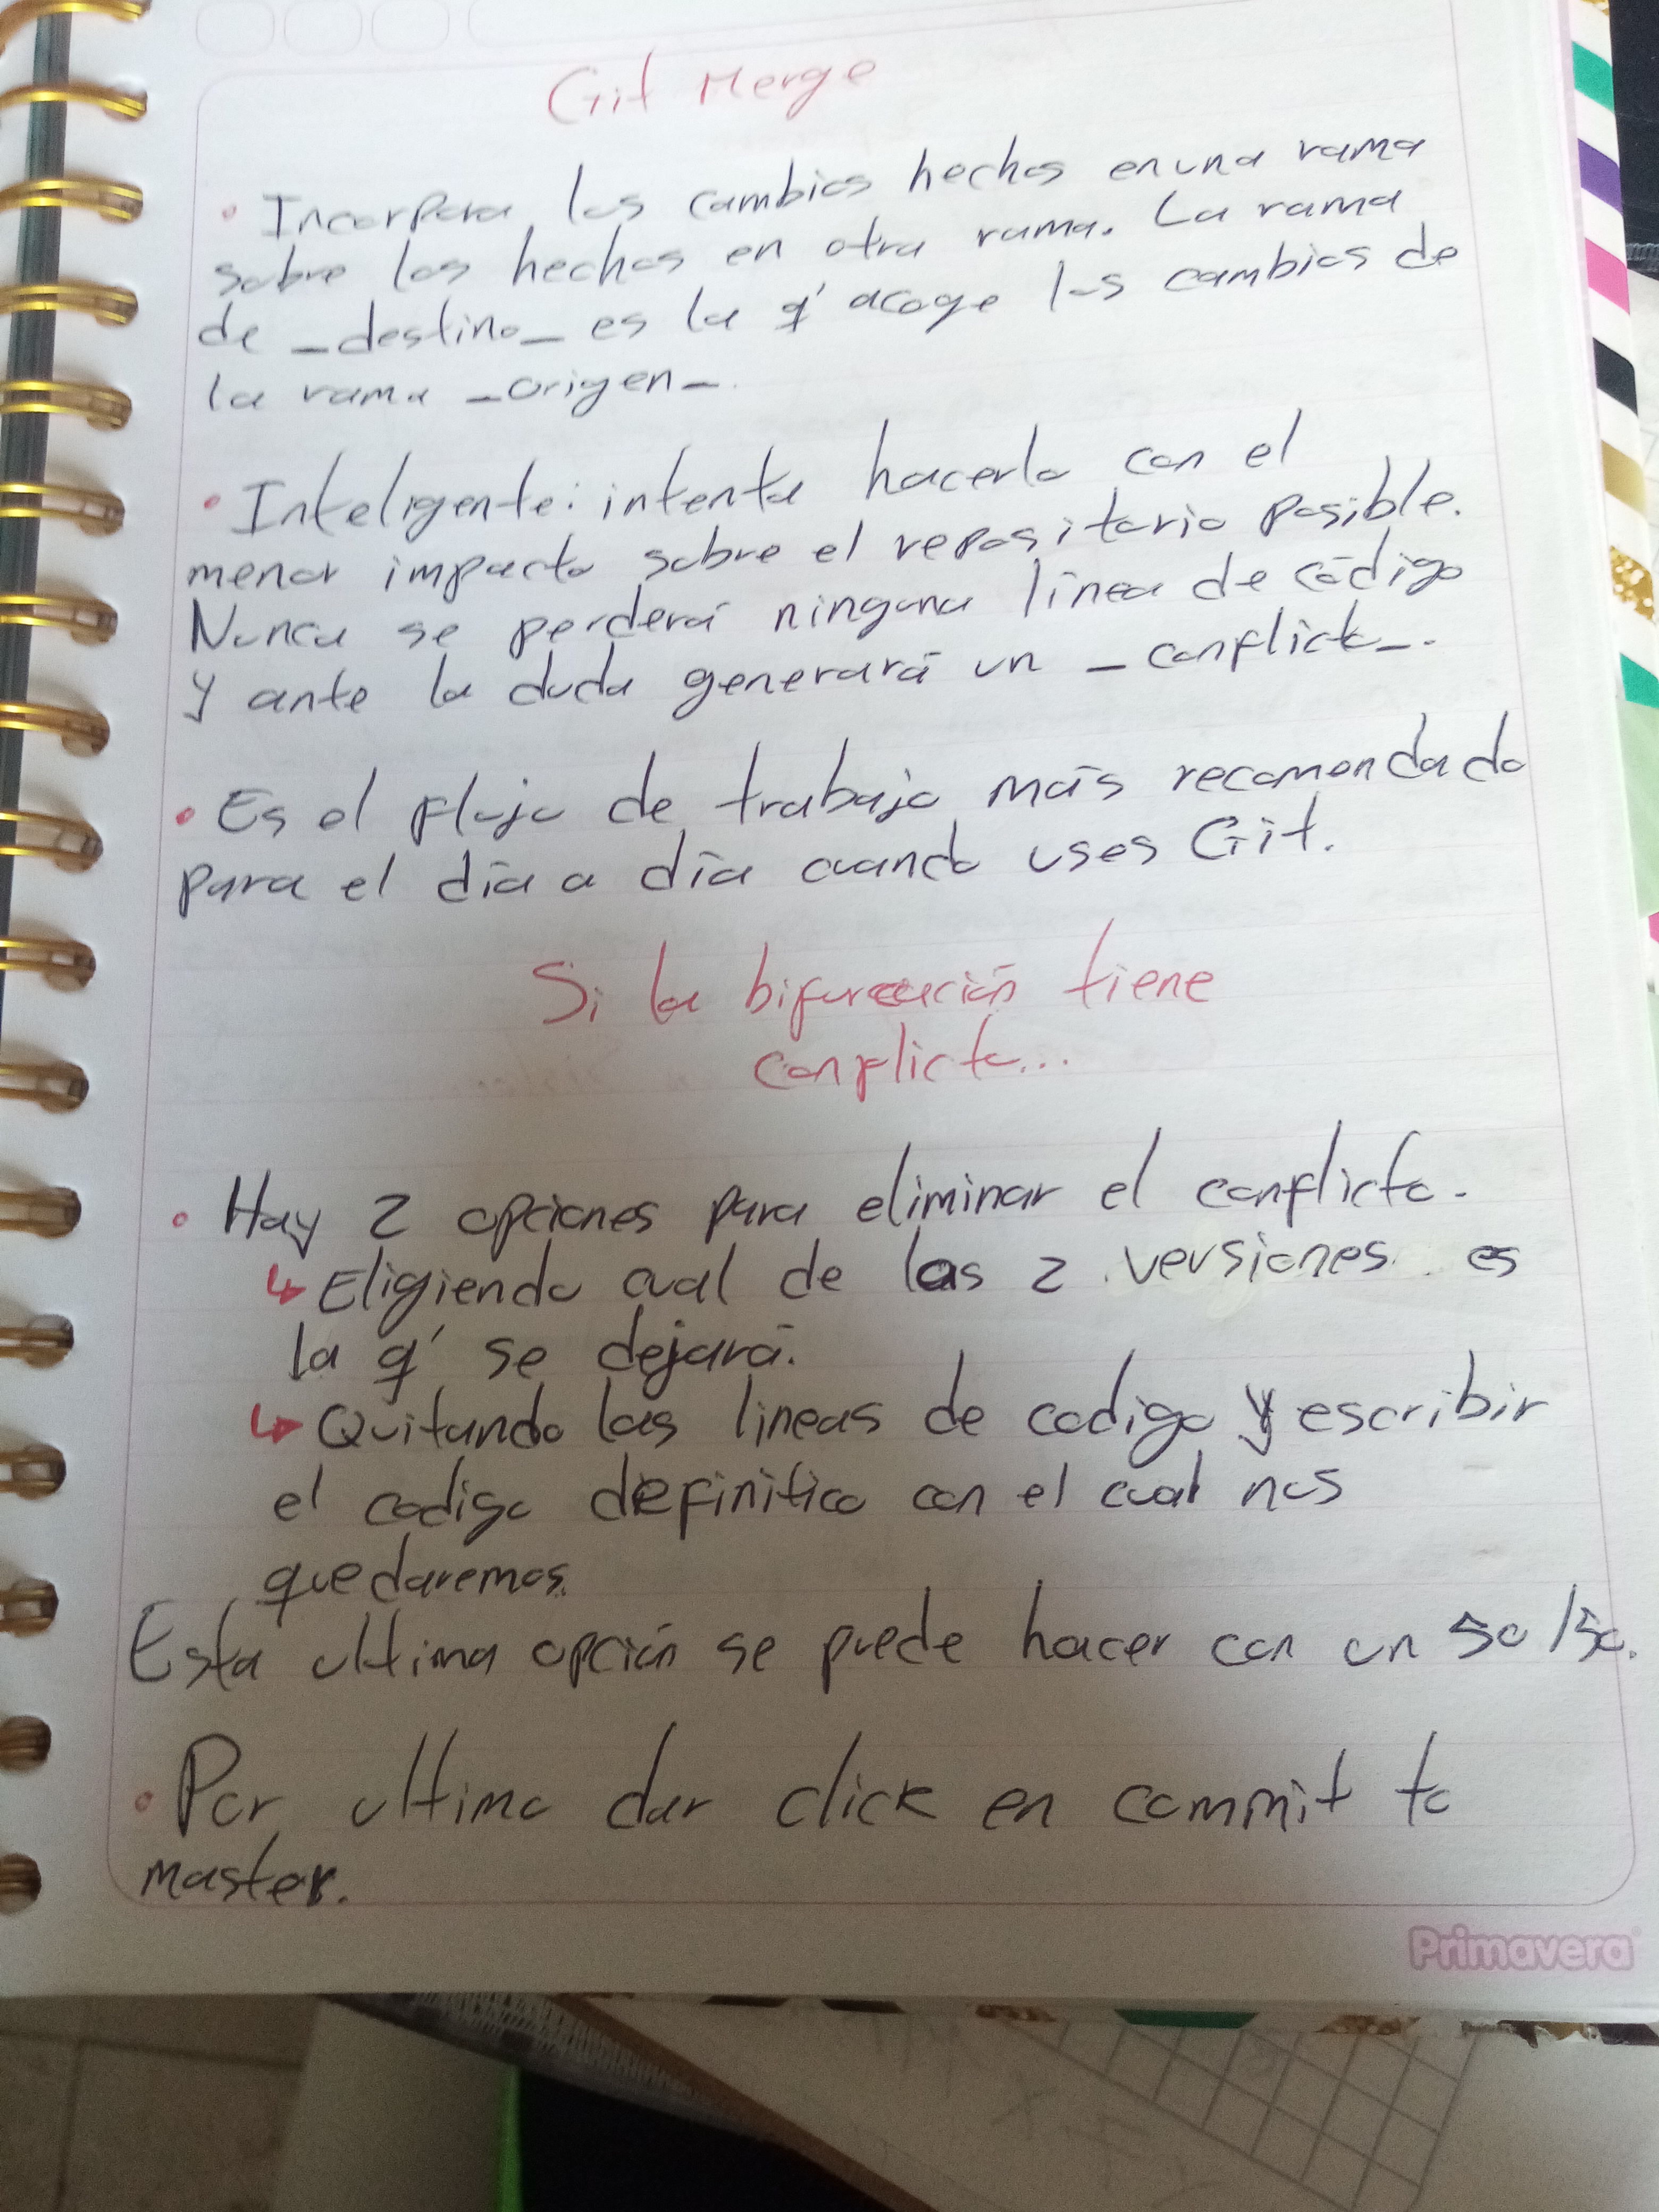 Git Merge
• Incorpora los cambios hechos en una rama
sobre los hechos en otra rama. La rama
de _destino_ es la q' acoge los cambios de
la rama _origen_.
• Inteligente: intenta hacerlo con el
menor impacto sobre el repositorio posible.
Nunca se perderá ninguna línea de código
y ante la duda generará un _conflicto_.
• Es el flujo de trabajo más recomendado
para el día a día cuando uses Git.
Si la bifurcación tiene
conflicto...
• Hay 2 opciones para eliminar el conflicto.
↳ Eligiendo cual de las 2 versiones es
la q' se dejará.
↳ Quitando las lineas de codigo y escribir
el codigo definitico con el cual nos
quedaremos.
Esta ultima opción se puede hacer con un 50/50.
• Por ultimo dar click en commit to
master.
Primavera